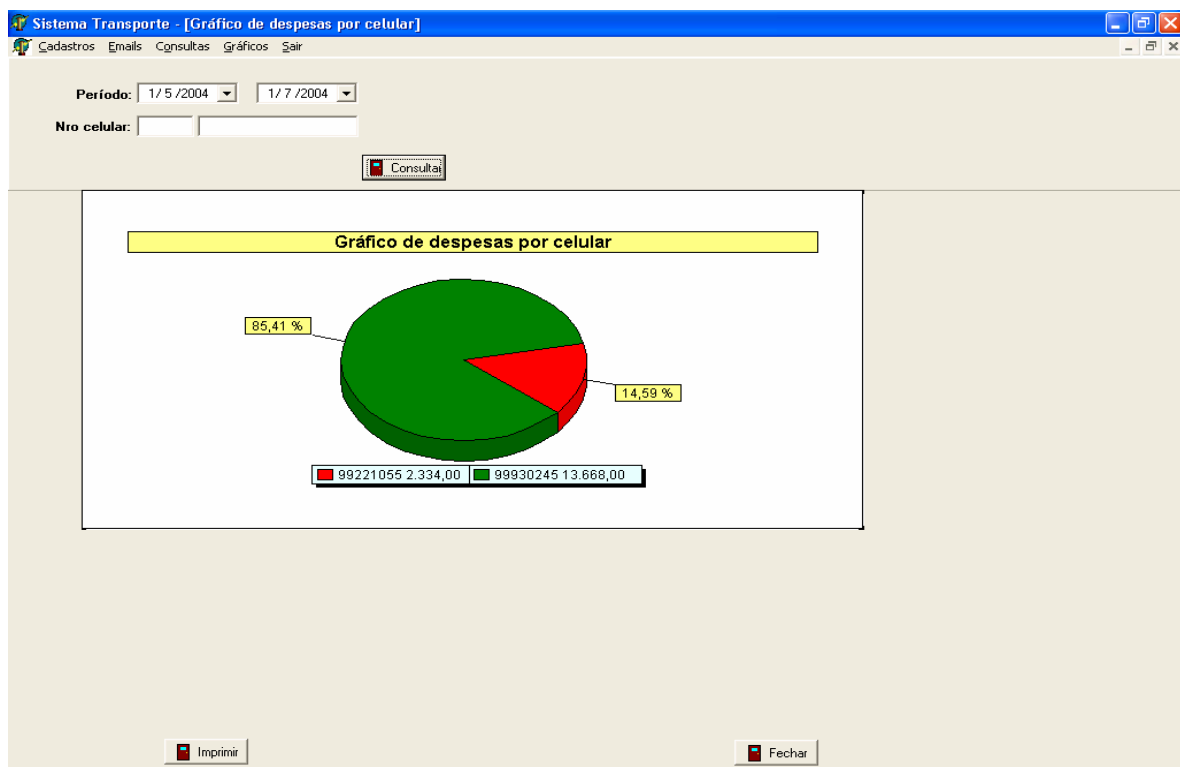 Sistema Transporte - [Gráfico de despesas por celular]
Cadastros Emails Consultas Gráficos Sair
Período: 1/ 5 /2004 1/ 7 /2004
Nro celular:
Consultar
Gráfico de despesas por celular
85,41 %
14,59 %
99221055 2.334,00 99930245 13.668,00
Imprimir Fechar